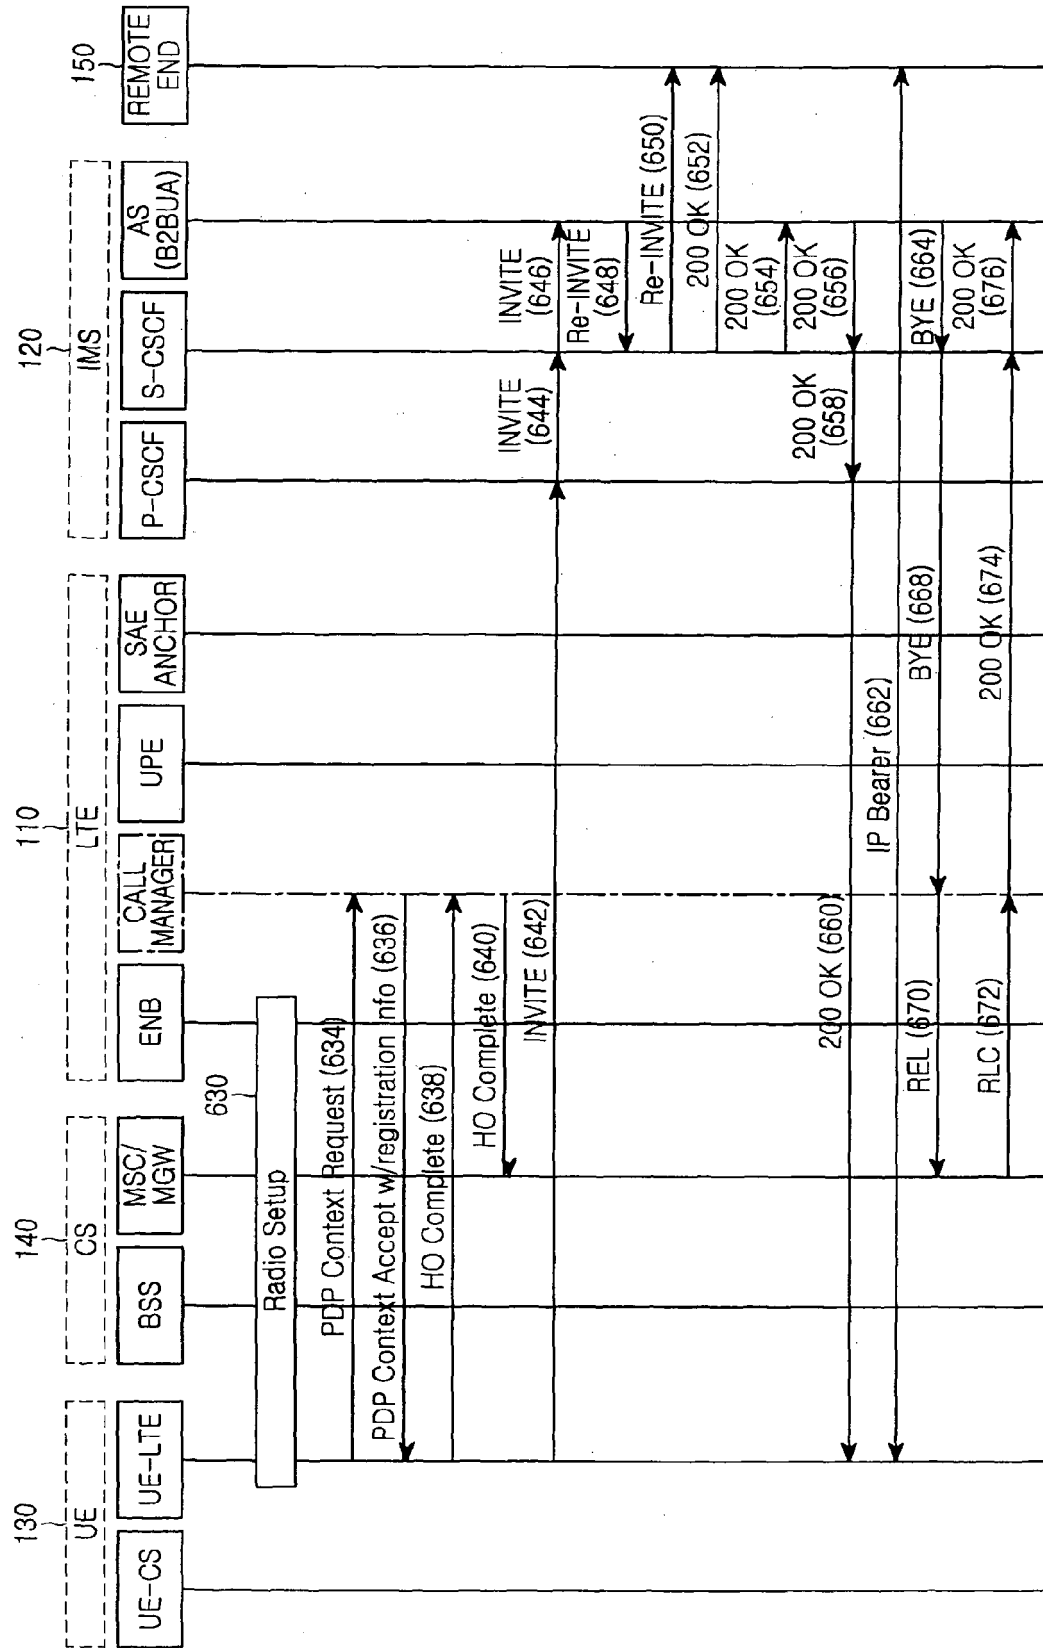 130
UE
140
CS
110
LTE
120
IMS
150
UE-CS
UE-LTE
BSS
MSC/
MGW
ENB
CALL
MANAGER
UPE
SAE
ANCHOR
P-CSCF
S-CSCF
AS
(B2BUA)
REMOTE
END
Radio Setup
630
PDP Context Request (634)
PDP Context Accept w/registration info (636)
HO Complete (638)
HO Complete (640)
INVITE (642)
INVITE
(644)
INVITE
(646)
Re-INVITE
(648)
Re-INVITE (650)
200 OK (652)
200 OK
(654)
200 OK
(656)
200 OK
(658)
200 OK (660)
IP Bearer (662)
BYE (664)
BYE (668)
REL (670)
RLC (672)
200 OK (674)
200 OK
(676)